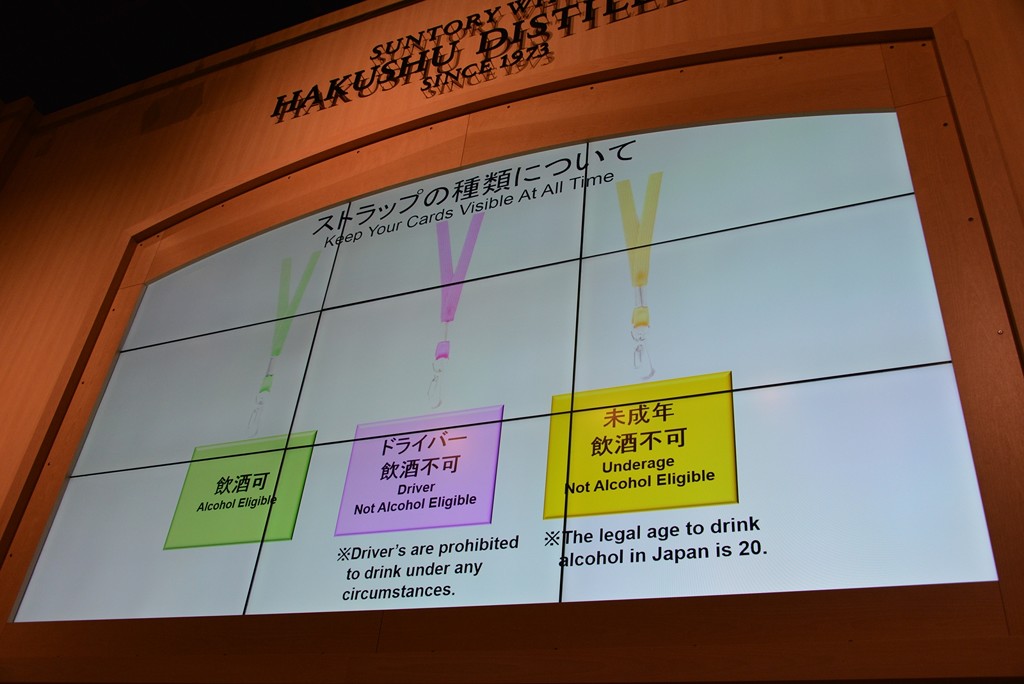 SUNTORY
HAKUSHU
SINCE 1973
ストラップの種類について
Keep Your Cards Visible At All Time
飲酒可
Alcohol Eligible
ドライバー
飲酒不可
Driver
Not Alcohol Eligible
未成年
飲酒不可
Underage
Not Alcohol Eligible
※Driver's are prohibited
to drink under any
circumstances.
※The legal age to drink
alcohol in Japan is 20.